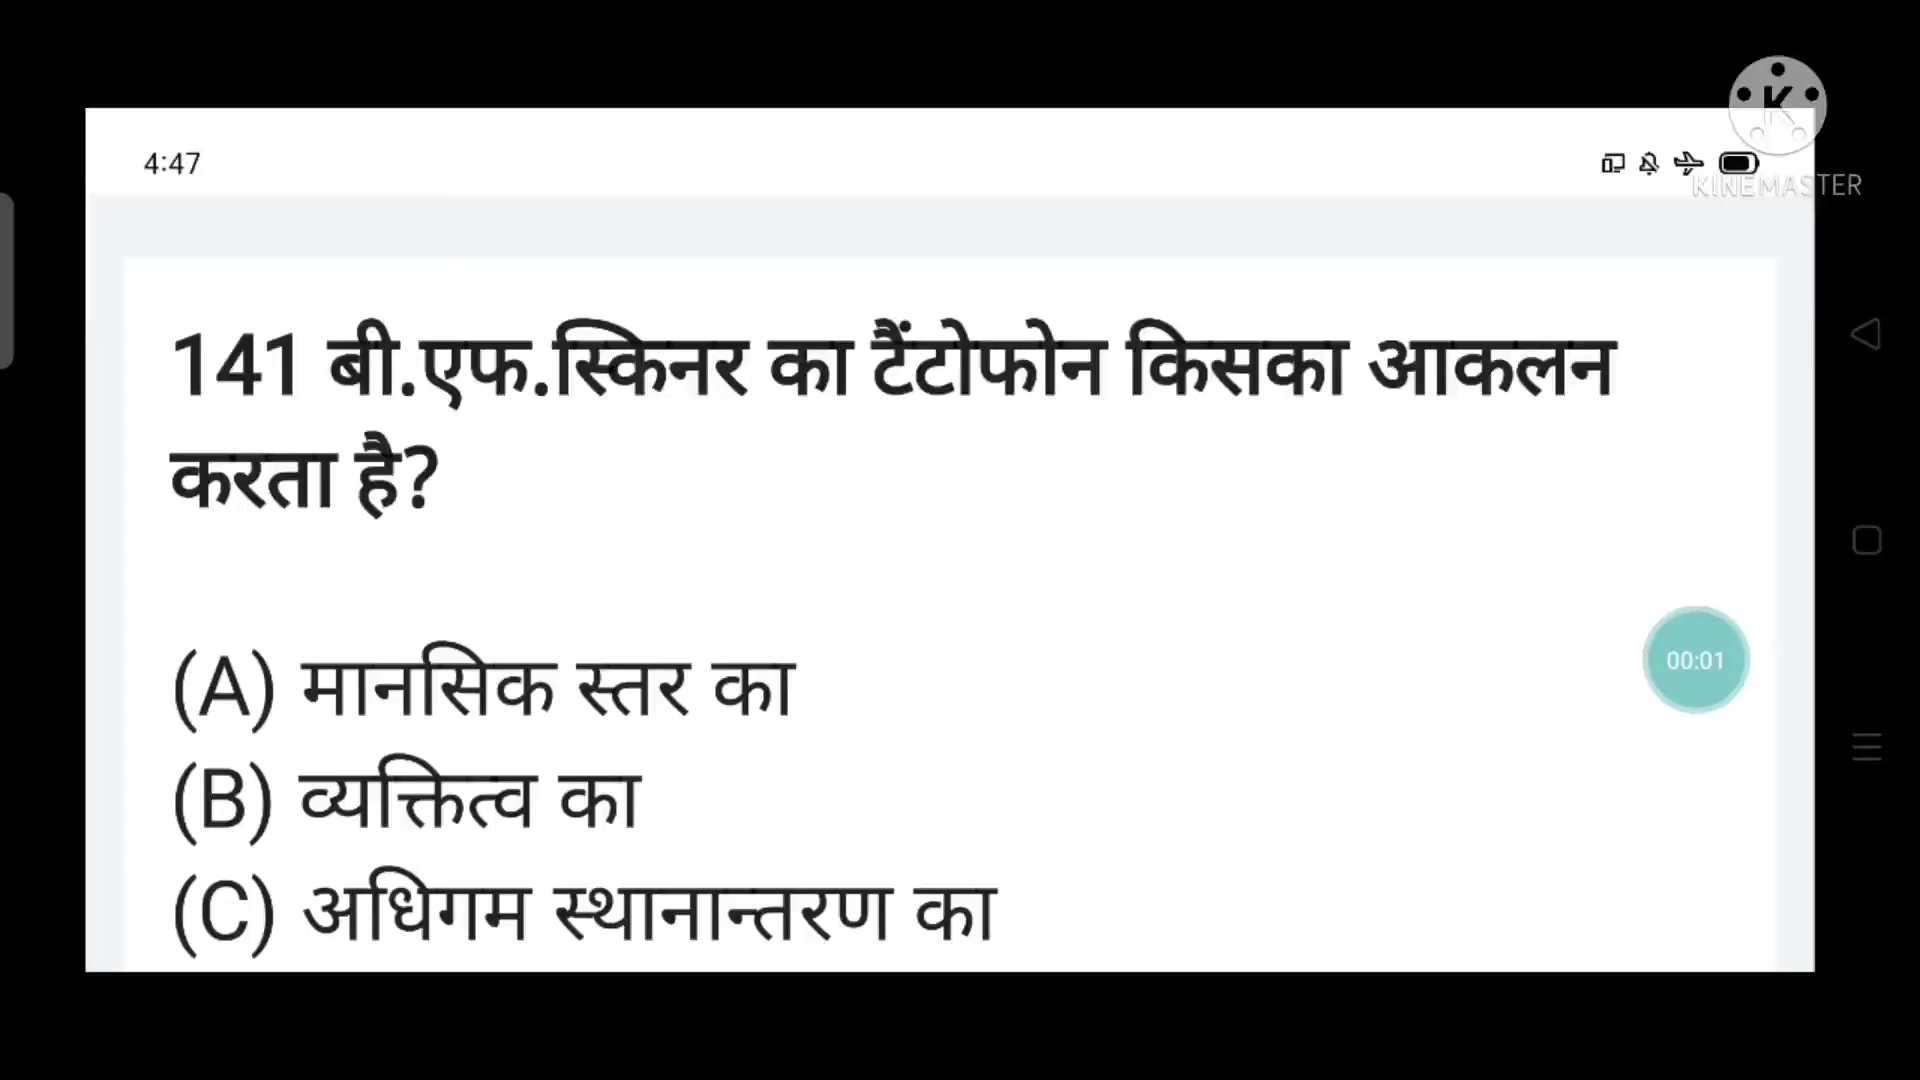 4:47
KINEMASTER
141 बी.एफ.स्किनर का टैंटोफोन किसका आकलन
करता है?
(A) मानसिक स्तर का
00:01
(B) व्यक्तित्व का
(C) अधिगम स्थानान्तरण का